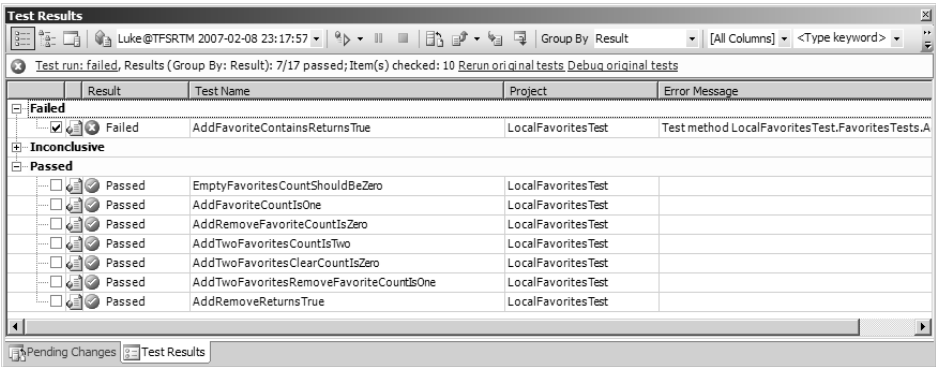 Test Results
Luke@TFSRTM 2007-02-08 23:17:57 Group By Result [All Columns] <Type keyword>
Test run: failed, Results (Group By: Result): 7/17 passed; Item(s) checked: 10 Rerun original tests Debug original tests
Result Test Name Project Error Message
Failed
Failed AddFavoriteContainsReturnsTrue LocalFavoritesTest Test method LocalFavoritesTest.FavoritesTests.A
Inconclusive
Passed
Passed EmptyFavoritesCountShouldBeZero LocalFavoritesTest
Passed AddFavoriteCountIsOne LocalFavoritesTest
Passed AddRemoveFavoriteCountIsZero LocalFavoritesTest
Passed AddTwoFavoritesCountIsTwo LocalFavoritesTest
Passed AddTwoFavoritesClearCountIsZero LocalFavoritesTest
Passed AddTwoFavoritesRemoveFavoriteCountIsOne LocalFavoritesTest
Passed AddRemoveReturnsTrue LocalFavoritesTest
Pending Changes Test Results